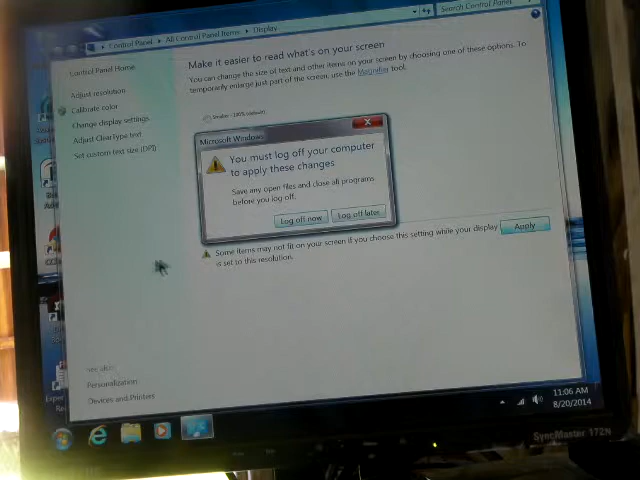 Control Panel ▸ All Control Panel Items ▸ Display
Search Control Panel
Control Panel Home
Adjust resolution
Calibrate color
Change display settings
Adjust ClearType text
Set custom text size (DPI)
Make it easier to read what's on your screen
You can change the size of text and other items on your screen by choosing one of these options. To
temporarily enlarge just part of the screen, use the Magnifier tool.
Smaller - 100% (default)
Microsoft Windows
You must log off your computer
to apply these changes
Save any open files and close all programs
before you log off.
Log off now
Log off later
Some items may not fit on your screen if you choose this setting while your display
is set to this resolution.
Apply
See also
Personalization
Devices and Printers
11:06 AM
8/20/2014
SyncMaster 172N